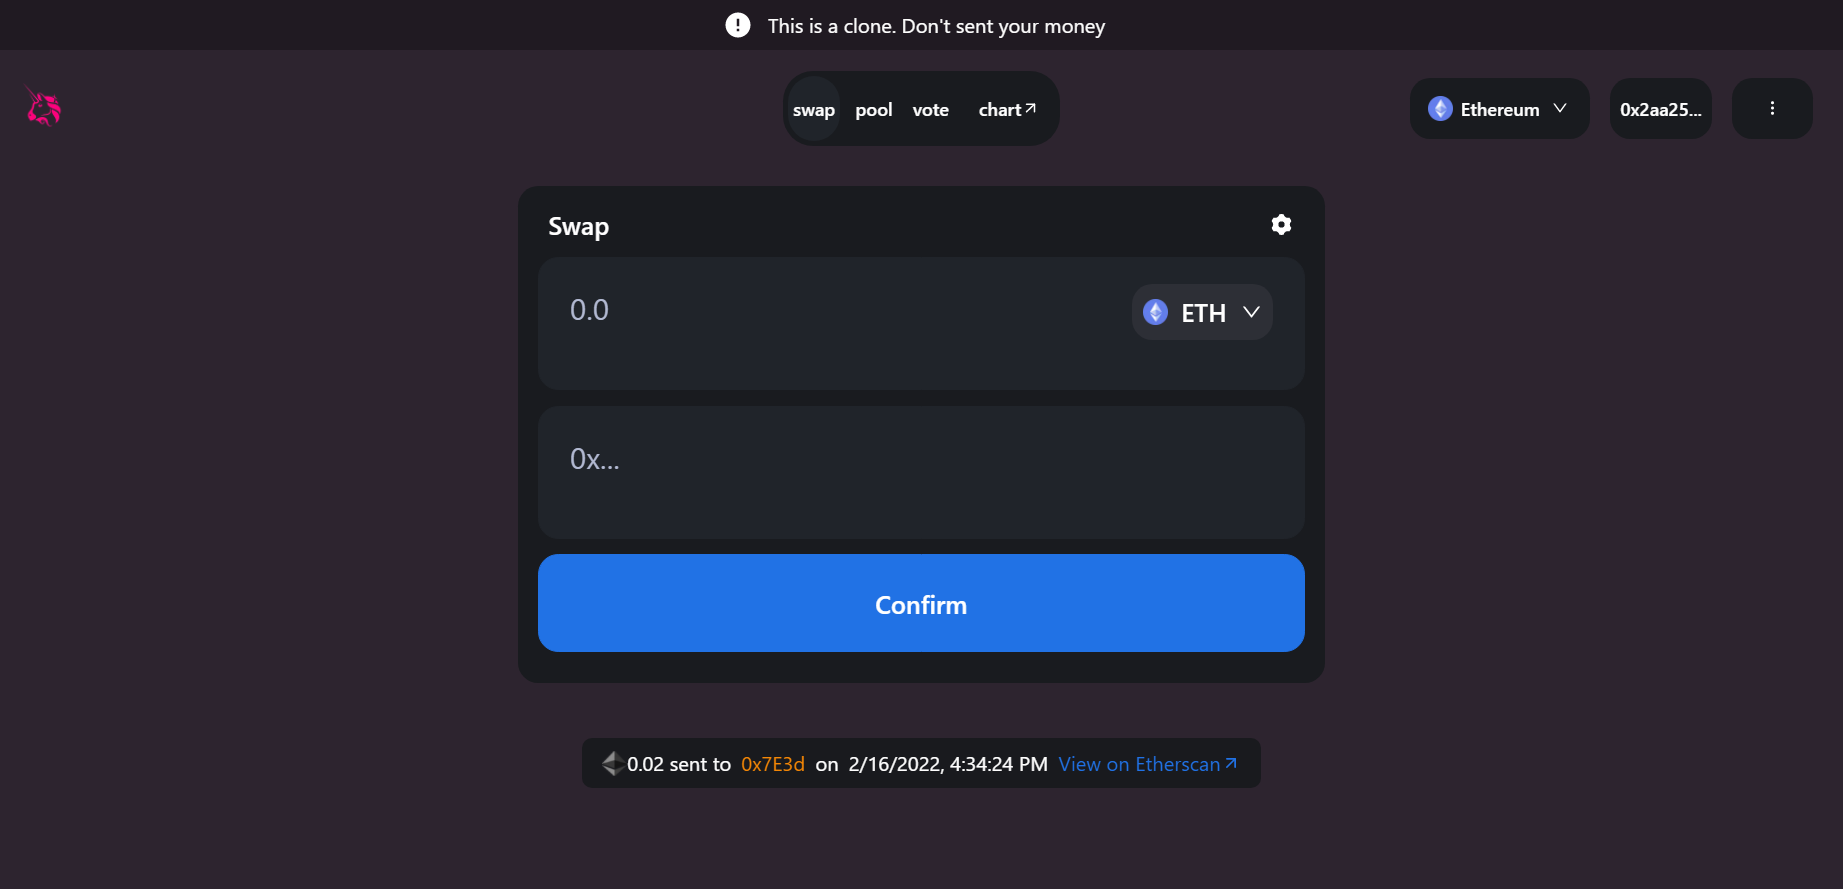 This is a clone. Don't sent your money
swap pool vote chart
Ethereum
0x2aa25...
Swap
0.0
ETH
0x...
Confirm
0.02 sent to 0x7E3d on 2/16/2022, 4:34:24 PM View on Etherscan